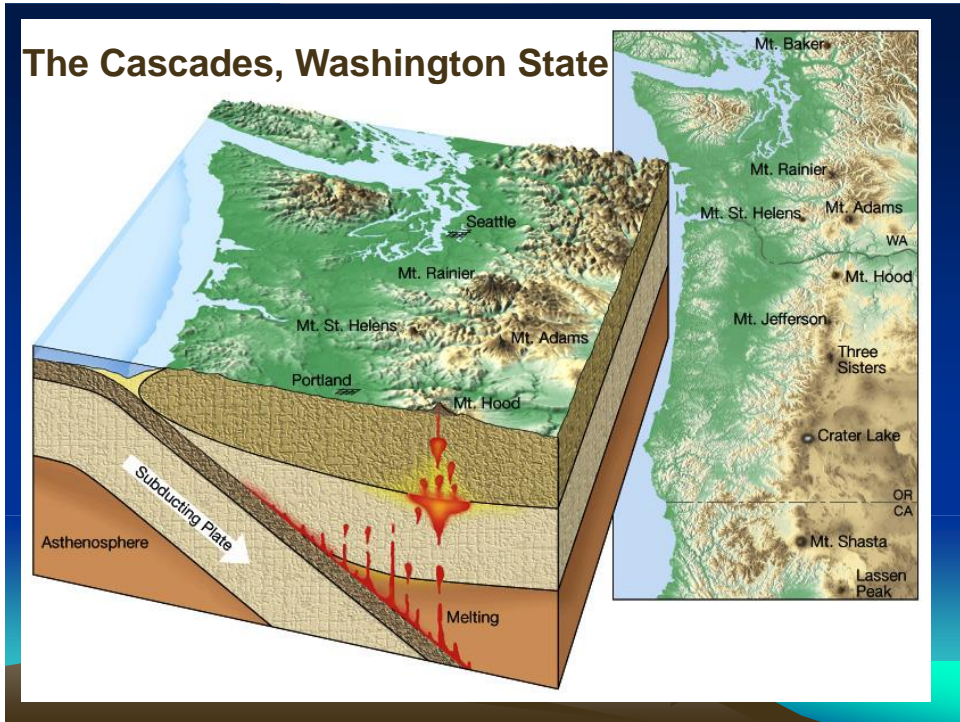 The Cascades, Washington State
Seattle
Mt. Rainier
Mt. St. Helens
Mt. Adams
Portland
Mt. Hood
Subducting Plate
Asthenosphere
Melting
Mt. Baker
Mt. Rainier
Mt. St. Helens
Mt. Adams
WA
Mt. Hood
Mt. Jefferson
Three
Sisters
Crater Lake
OR
CA
Mt. Shasta
Lassen
Peak